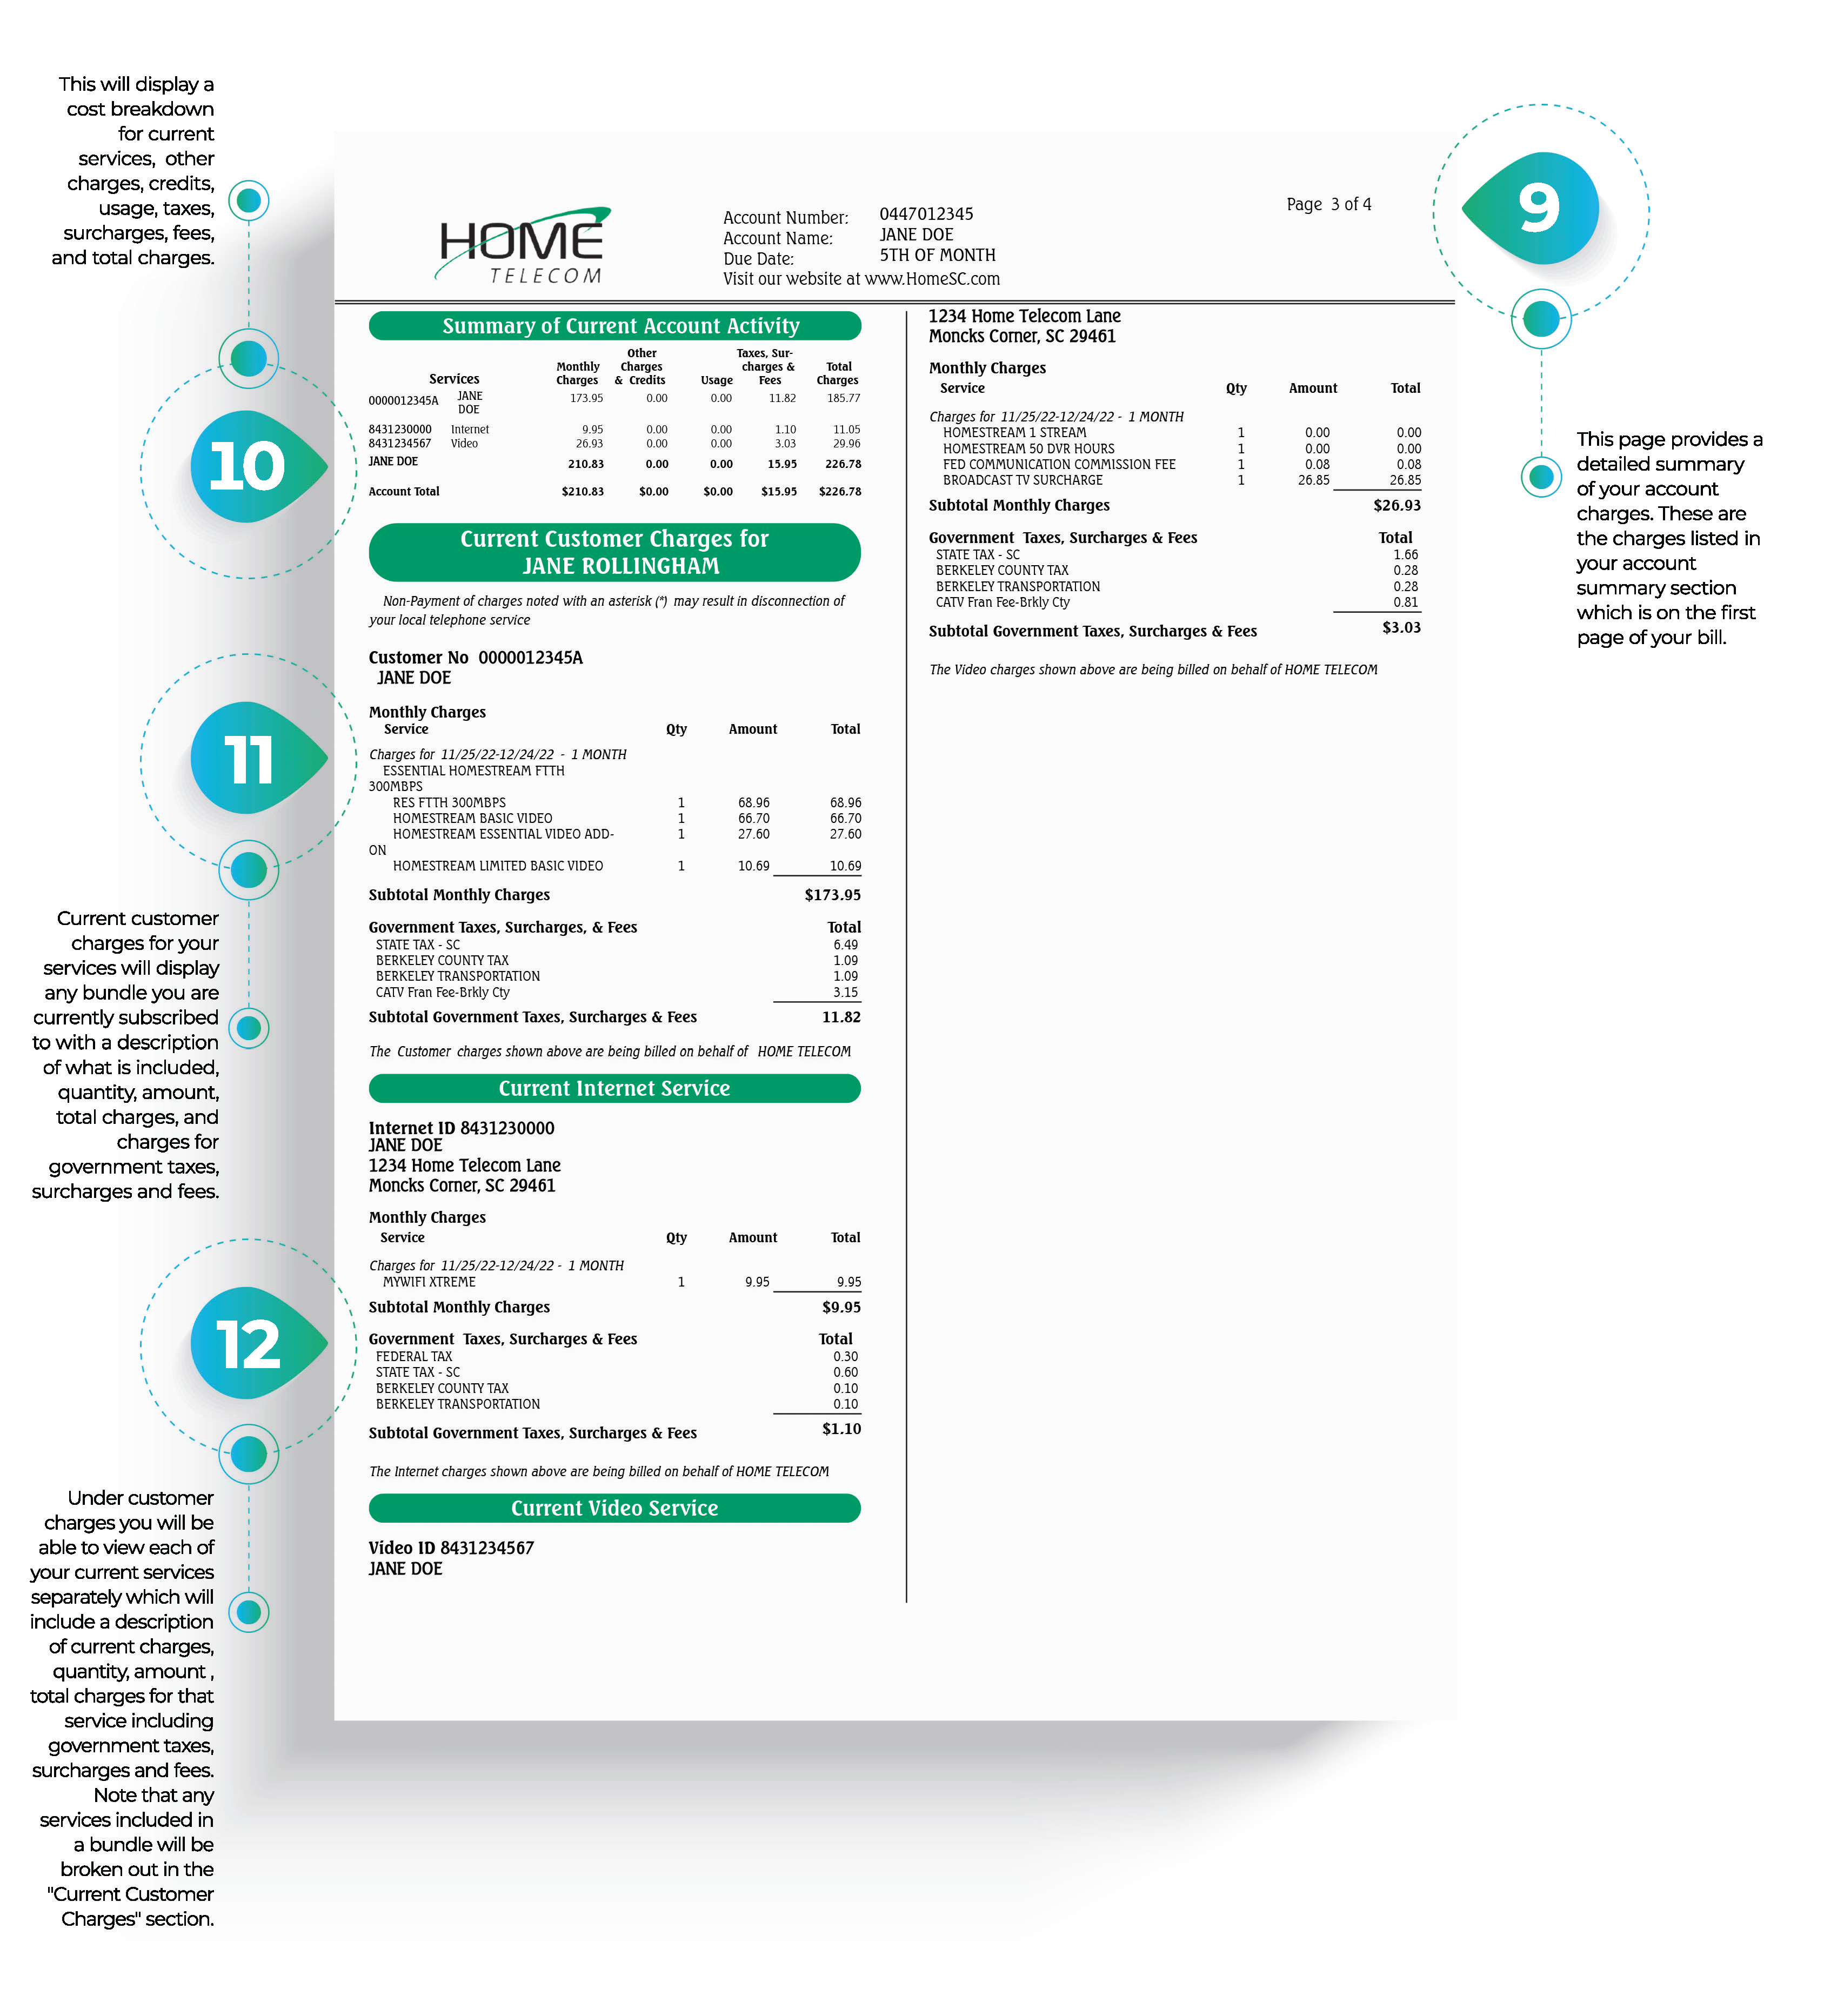 This will display a
cost breakdown
for current
services, other
charges, credits,
usage, taxes,
surcharges, fees,
and total charges.
10
HOME
TELECOM
Account Number: 0447012345
Account Name: JANE DOE
Due Date: 5TH OF MONTH
Visit our website at www.HomeSC.com
Page 3 of 4
9
This page provides a
detailed summary
of your account
charges. These are
the charges listed in
your account
summary section
which is on the first
page of your bill.
Summary of Current Account Activity
Services Monthly Charges Other Charges & Credits Usage Taxes, Sur-charges & Fees Total Charges
0000012345A JANE DOE 173.95 0.00 0.00 11.82 185.77
8431230000 Internet 9.95 0.00 0.00 1.10 11.05
8431234567 Video 26.93 0.00 0.00 3.03 29.96
JANE DOE 210.83 0.00 0.00 15.95 226.78
Account Total $210.83 $0.00 $0.00 $15.95 $226.78
Current Customer Charges for
JANE ROLLINGHAM
Non-Payment of charges noted with an asterisk (*) may result in disconnection of
your local telephone service
Customer No 0000012345A
JANE DOE
Monthly Charges
Service Qty Amount Total
Charges for 11/25/22-12/24/22 - 1 MONTH
ESSENTIAL HOMESTREAM FTTH
300MBPS
RES FTTH 300MBPS 1 68.96 68.96
HOMESTREAM BASIC VIDEO 1 66.70 66.70
HOMESTREAM ESSENTIAL VIDEO ADD- 1 27.60 27.60
ON
HOMESTREAM LIMITED BASIC VIDEO 1 10.69 10.69
Subtotal Monthly Charges $173.95
Government Taxes, Surcharges, & Fees Total
STATE TAX - SC 6.49
BERKELEY COUNTY TAX 1.09
BERKELEY TRANSPORTATION 1.09
CATV Fran Fee-Brkly Cty 3.15
Subtotal Government Taxes, Surcharges & Fees 11.82
The Customer charges shown above are being billed on behalf of HOME TELECOM
Current Internet Service
Internet ID 8431230000
JANE DOE
1234 Home Telecom Lane
Moncks Corner, SC 29461
Monthly Charges
Service Qty Amount Total
Charges for 11/25/22-12/24/22 - 1 MONTH
MYWIFI XTREME 1 9.95 9.95
Subtotal Monthly Charges $9.95
Government Taxes, Surcharges & Fees Total
FEDERAL TAX 0.30
STATE TAX - SC 0.60
BERKELEY COUNTY TAX 0.10
BERKELEY TRANSPORTATION 0.10
Subtotal Government Taxes, Surcharges & Fees $1.10
The Internet charges shown above are being billed on behalf of HOME TELECOM
Current Video Service
Video ID 8431234567
JANE DOE
1234 Home Telecom Lane
Moncks Corner, SC 29461
Monthly Charges
Service Qty Amount Total
Charges for 11/25/22-12/24/22 - 1 MONTH
HOMESTREAM 1 STREAM 1 0.00 0.00
HOMESTREAM 50 DVR HOURS 1 0.00 0.00
FED COMMUNICATION COMMISSION FEE 1 0.08 0.08
BROADCAST TV SURCHARGE 1 26.85 26.85
Subtotal Monthly Charges $26.93
Government Taxes, Surcharges & Fees Total
STATE TAX - SC 1.66
BERKELEY COUNTY TAX 0.28
BERKELEY TRANSPORTATION 0.28
CATV Fran Fee-Brkly Cty 0.81
Subtotal Government Taxes, Surcharges & Fees $3.03
The Video charges shown above are being billed on behalf of HOME TELECOM
11
Current customer
charges for your
services will display
any bundle you are
currently subscribed
to with a description
of what is included,
quantity, amount,
total charges, and
charges for
government taxes,
surcharges and fees.
12
Under customer
charges you will be
able to view each of
your current services
separately which will
include a description
of current charges,
quantity, amount ,
total charges for that
service including
government taxes,
surcharges and fees.
Note that any
services included in
a bundle will be
broken out in the
"Current Customer
Charges" section.